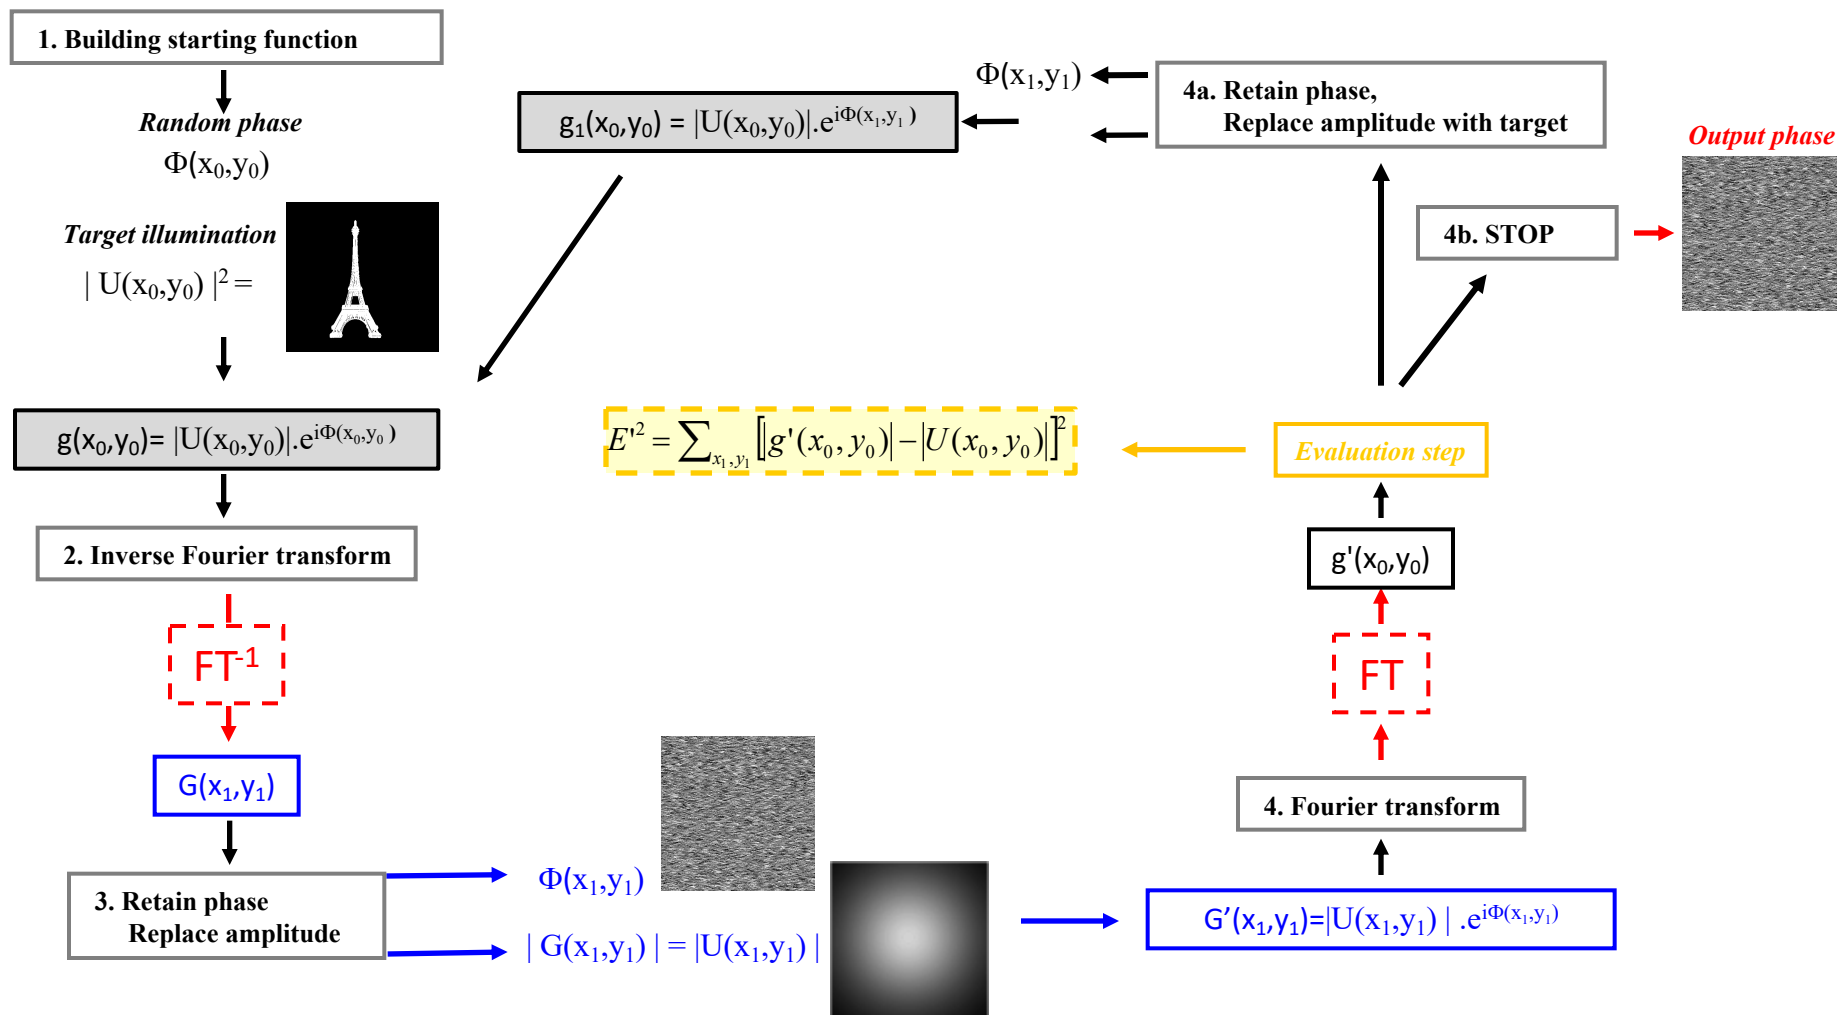 1. Building starting function
Random phase
Φ(x₀,y₀)
Target illumination
| U(x₀,y₀) |² =
g(x₀,y₀)= |U(x₀,y₀)|.e^{iΦ(x₀,y₀)}
2. Inverse Fourier transform
FT⁻¹
G(x₁,y₁)
3. Retain phase
Replace amplitude
Φ(x₁,y₁)
| G(x₁,y₁) | = |U(x₁,y₁) |
G’(x₁,y₁)=|U(x₁,y₁) | .e^{iΦ(x₁,y₁)}
4. Fourier transform
FT
g'(x₀,y₀)
Evaluation step
E'² = ∑_{x₁,y₁} [|g'(x₀, y₀)| − |U(x₀, y₀)|]²
4a. Retain phase,
Replace amplitude with target
Φ(x₁,y₁)
g₁(x₀,y₀) = |U(x₀,y₀)|.e^{iΦ(x₁,y₁)}
4b. STOP
Output phase